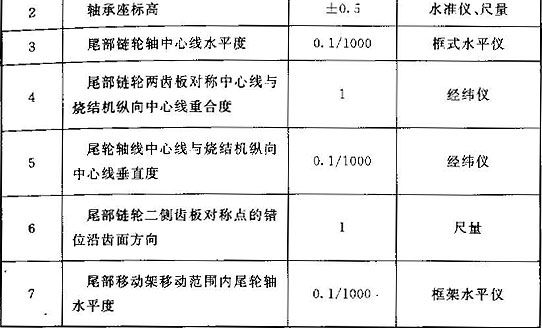 2 轴承座标高 ±0.5 水准仪、尺量
3 尾部链轮轴中心线水平度 0.1/1000 框式水平仪
4 尾部链轮两齿板对称中心线与
烧结机纵向中心线重合度 1 经纬仪
5 尾轮轴线中心线与烧结机纵向
中心线垂直度 0.1/1000 经纬仪
6 尾部链轮二侧齿板对称点的错
位沿齿面方向 1 尺量
7 尾部移动架移动范围内尾轮轴
水平度 0.1/1000 框架水平仪